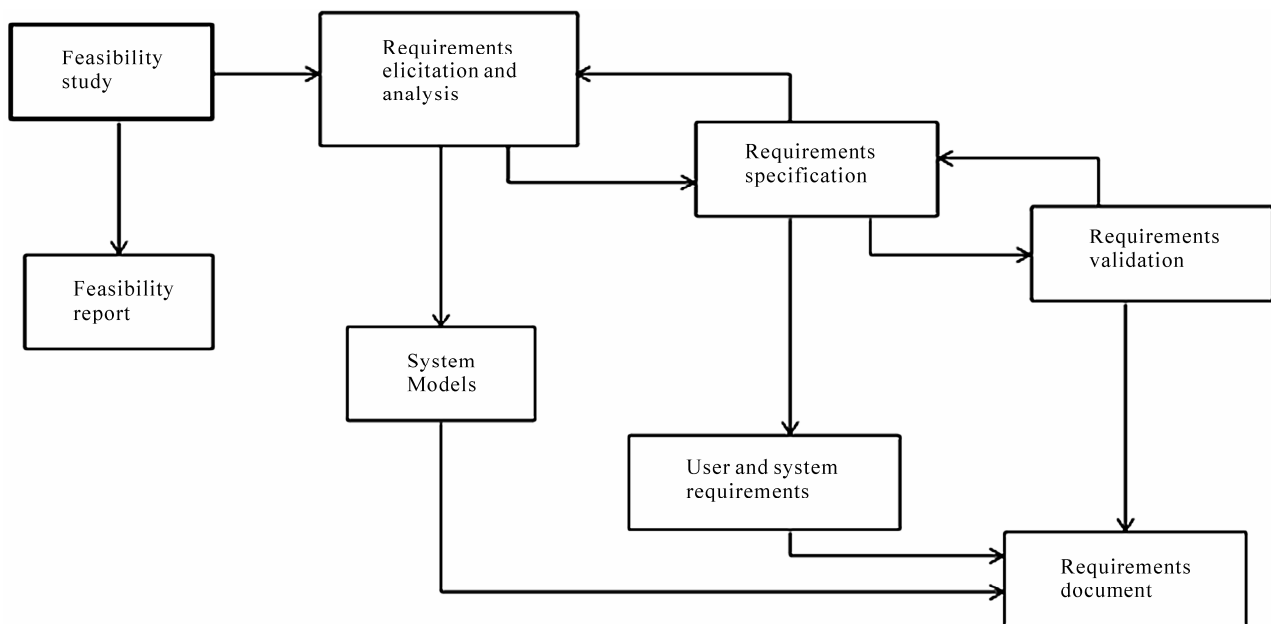 Feasibility
study
Requirements
elicitation and
analysis
Requirements
specification
Requirements
validation
Feasibility
report
System
Models
User and system
requirements
Requirements
document